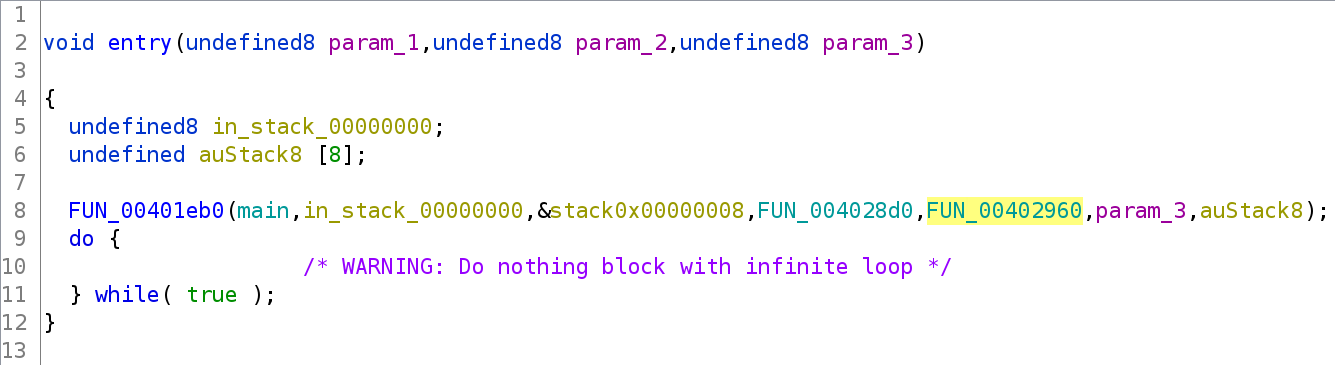 1
2 void entry(undefined8 param_1,undefined8 param_2,undefined8 param_3)
3
4 {
5   undefined8 in_stack_00000000;
6   undefined auStack8 [8];
7
8   FUN_00401eb0(main,in_stack_00000000,&stack0x00000008,FUN_004028d0,FUN_00402960,param_3,auStack8);
9   do {
10                     /* WARNING: Do nothing block with infinite loop */
11   } while( true );
12 }
13